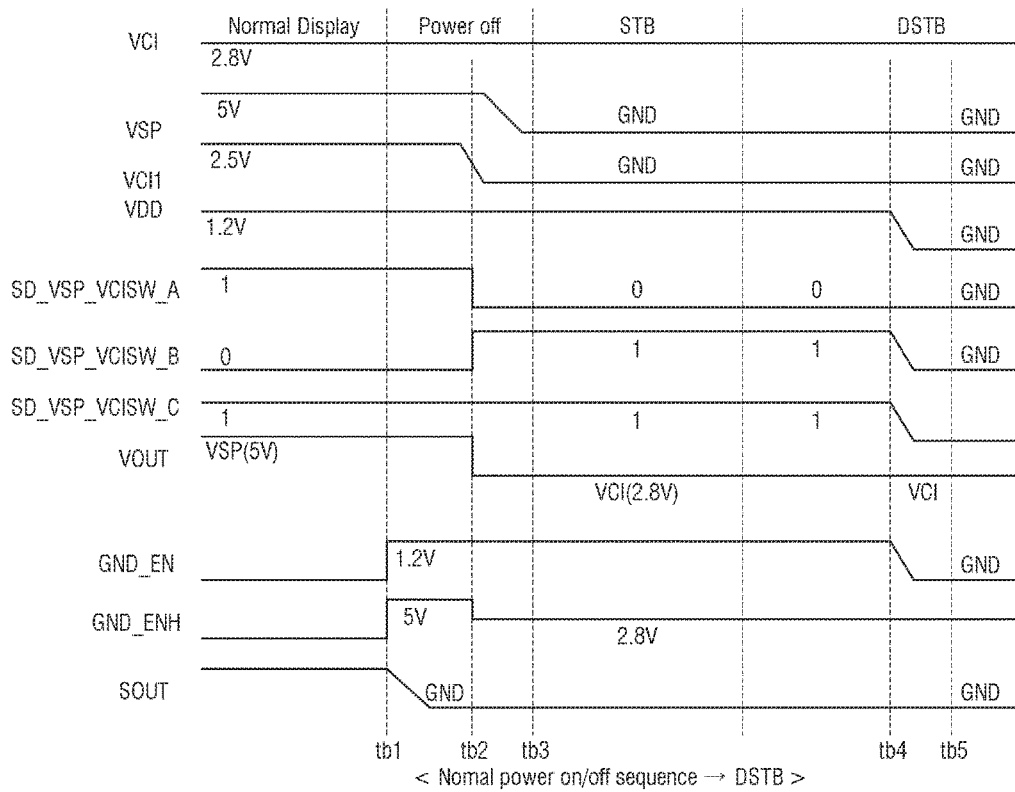 Normal Display Power off STB DSTB
VCI
2.8V
5V GND GND
VSP
2.5V GND GND
VCI1
VDD
1.2V GND
SD_VSP_VCISW_A 1 0 0 GND
SD_VSP_VCISW_B 0 1 1 GND
SD_VSP_VCISW_C 1 1 1
VOUT VSP(5V)
VCI(2.8V) VCI
GND_EN 1.2V GND
GND_ENH 5V 2.8V
SOUT GND GND
tb1 tb2 tb3 tb4 tb5
< Nomal power on/off sequence → DSTB >